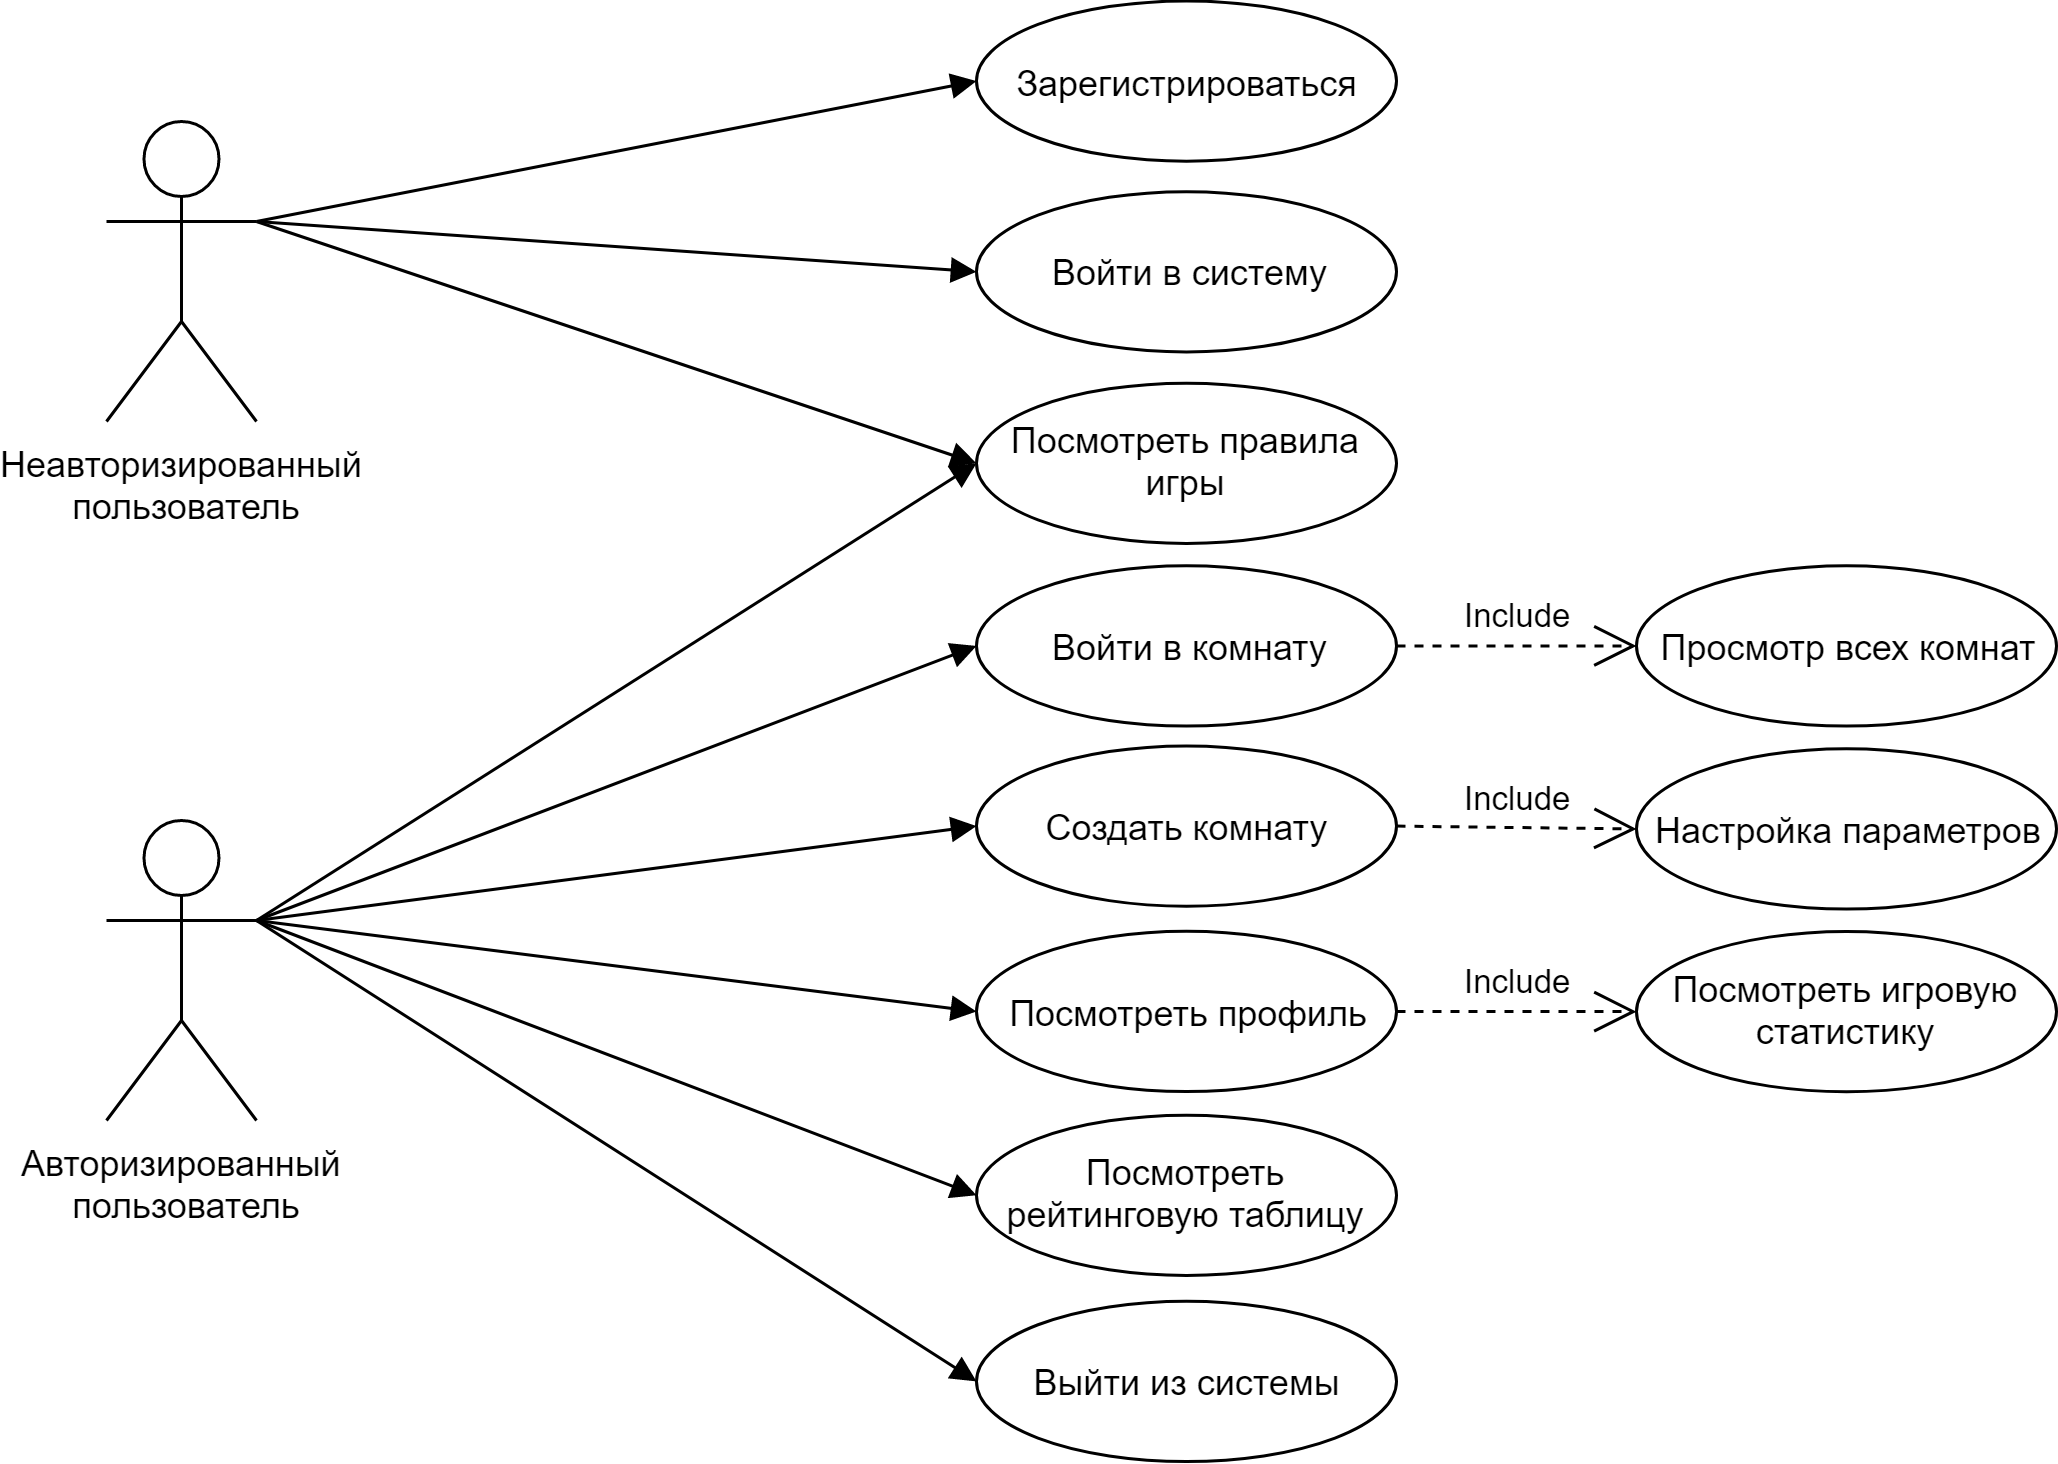 Зарегистрироваться
Войти в систему
Посмотреть правила
игры
Неавторизированный
пользователь
Войти в комнату
Include
Просмотр всех комнат
Создать комнату
Include
Настройка параметров
Посмотреть профиль
Include
Посмотреть игровую
статистику
Авторизированный
пользователь
Посмотреть
рейтинговую таблицу
Выйти из системы